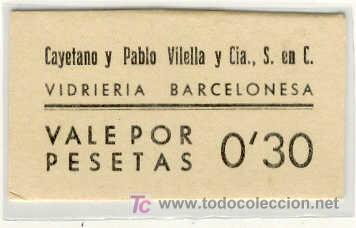 Cayetano y Pablo Vilella y Cia., S. en C.
VIDRIERIA BARCELONESA
VALE POR
PESETAS 0'30
TC www.todocoleccion.net